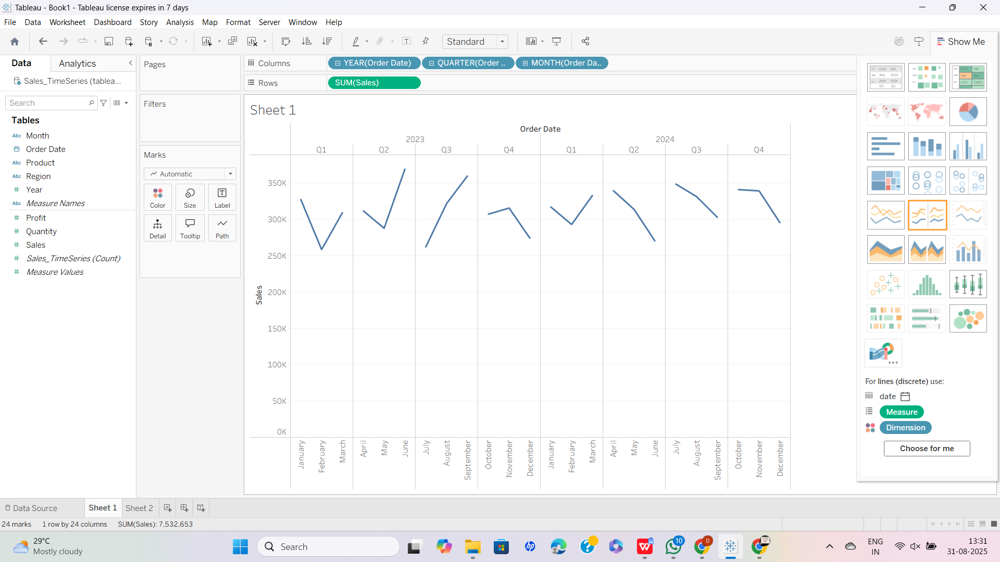 Tableau - Book1 - Tableau license expires in 7 days
File Data Worksheet Dashboard Story Analysis Map Format Server Window Help
Standard
Show Me
Data
Analytics
Sales_TimeSeries (tablea...
Search
Tables
Abc Month
Order Date
Abc Product
Abc Region
Year
Abc Measure Names
Profit
Quantity
Sales
Sales_TimeSeries (Count)
Measure Values
Pages
Filters
Marks
Automatic
Color Size Label
Detail Tooltip Path
Columns YEAR(Order Date) QUARTER(Order .. MONTH(Order Da..
Rows SUM(Sales)
Sheet 1
Order Date
2023 2024
Q1 Q2 Q3 Q4 Q1 Q2 Q3 Q4
Sales
350K
300K
250K
200K
150K
100K
50K
0K
January February March April May June July August September October November December January February March April May June July August September October November December
For lines (discrete) use:
date
Measure
Dimension
Choose for me
Data Source Sheet 1 Sheet 2
24 marks 1 row by 24 columns SUM(Sales): 7,532,653
29°C
Mostly cloudy
Search
10
D
ENG
IN
13:31
31-08-2025